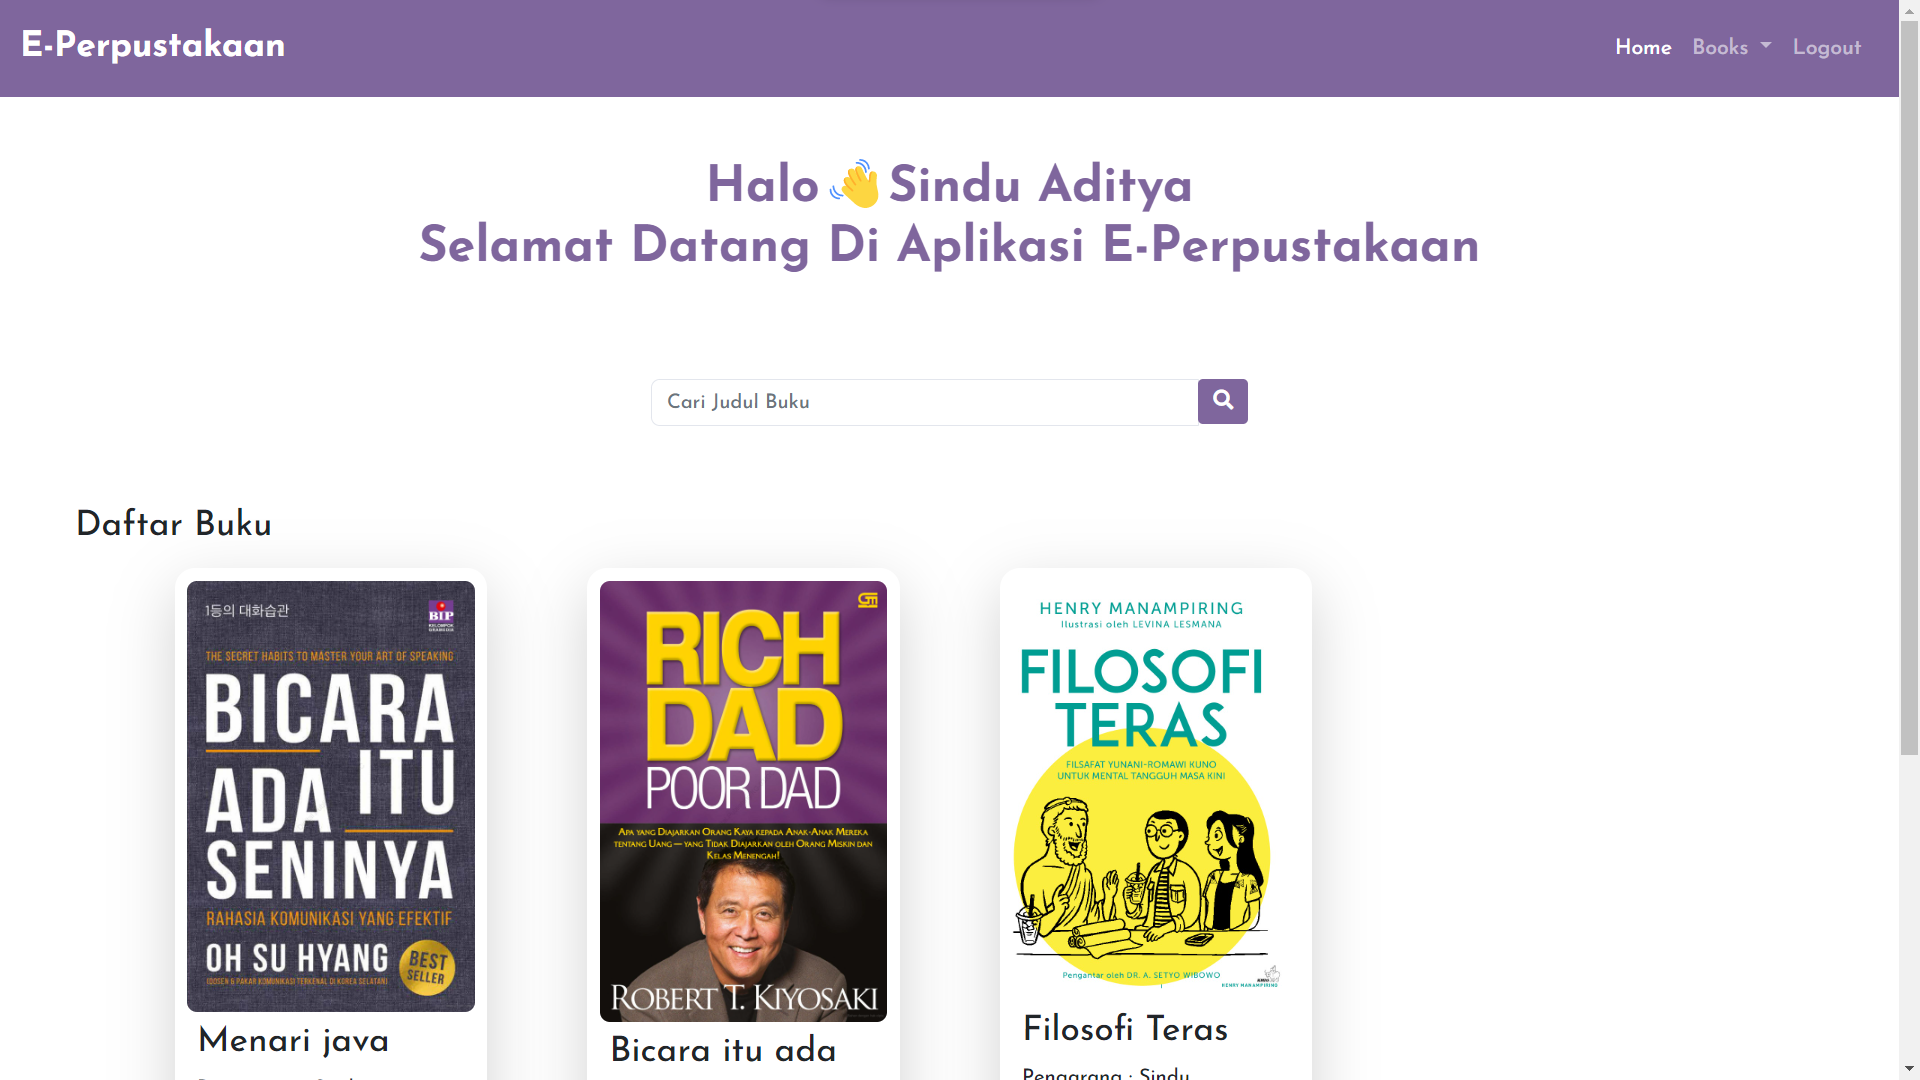 E-Perpustakaan
Home Books Logout
Halo 👋 Sindu Aditya
Selamat Datang Di Aplikasi E-Perpustakaan
Cari Judul Buku
Daftar Buku
1등의 대화습관
BIP
THE SECRET HABITS TO MASTER YOUR ART OF SPEAKING
BICARA
ITU
ADA
SENINYA
RAHASIA KOMUNIKASI YANG EFEKTIF
OH SU HYANG
(DOSEN & PAKAR KOMUNIKASI TERKENAL DI KOREA SELATAN)
BEST
SELLER
Menari java
RICH
DAD
POOR DAD
APA YANG DIAJARKAN ORANG KAYA KEPADA ANAK-ANAK MEREKA
TENTANG UANG — YANG TIDAK DIAJARKAN OLEH ORANG MISKIN DAN
KELAS MENENGAH!
ROBERT T. KIYOSAKI
Bicara itu ada
HENRY MANAMPIRING
Ilustrasi oleh LEVINA LESMANA
FILOSOFI
TERAS
FILSAFAT YUNANI-ROMAWI KUNO
UNTUK MENTAL TANGGUH MASA KINI
Pengantar oleh DR. A. SETYO WIBOWO
HENRY MANAMPIRING
Filosofi Teras
Pengarang : Sindu